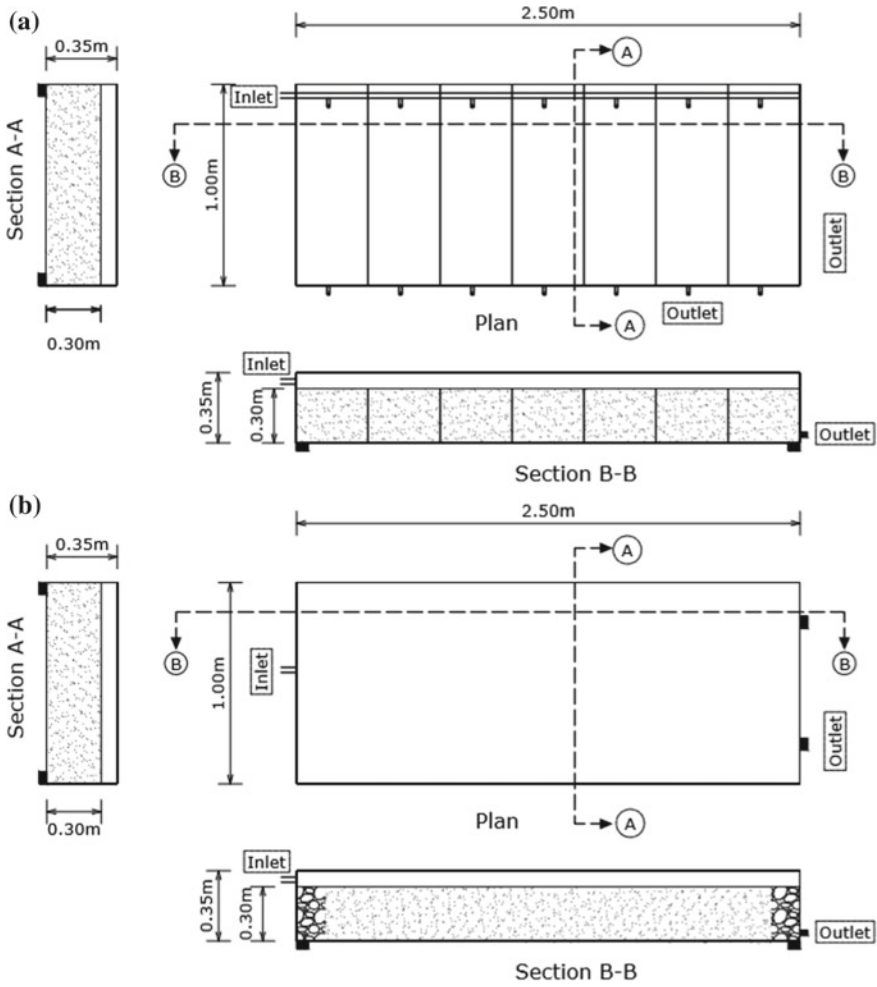 (a)
2.50m
0.35m
A
Inlet
Section A-A
1.00m
B
B
Outlet
0.30m
Plan
A
Outlet
Inlet
0.35m
0.30m
Outlet
Section B-B
(b)
2.50m
0.35m
A
Section A-A
1.00m
B
Inlet
B
Outlet
0.30m
Plan
A
Inlet
0.35m
0.30m
Outlet
Section B-B